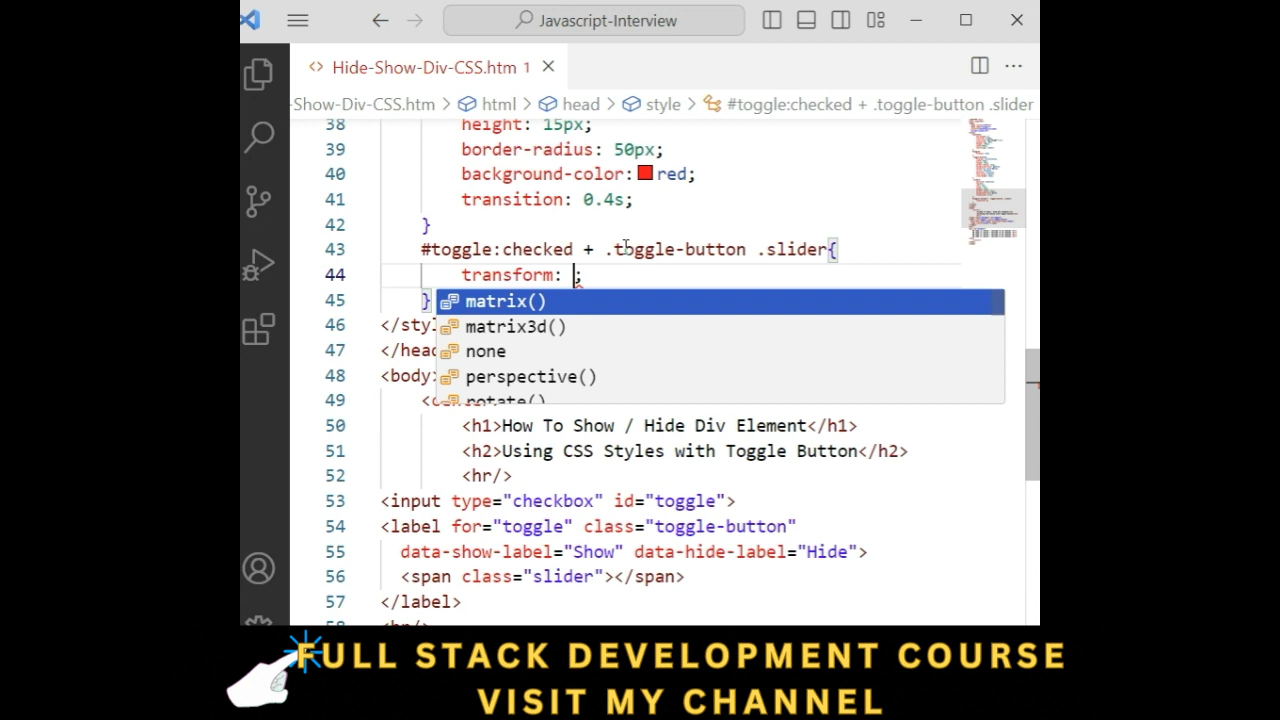 Javascript-Interview
Hide-Show-Div-CSS.htm 1
-Show-Div-CSS.htm > html > head > style > #toggle:checked + .toggle-button .slider
38 height: 15px;
39 border-radius: 50px;
40 background-color: red;
41 transition: 0.4s;
42 }
43 #toggle:checked + .toggle-button .slider{
44 transform: ;
45 }
matrix()
46 </styl
matrix3d()
47 </head
none
48 <body>
perspective()
49 <cen
rotate()
50 <h1>How To Show / Hide Div Element</h1>
51 <h2>Using CSS Styles with Toggle Button</h2>
52 <hr/>
53 <input type="checkbox" id="toggle">
54 <label for="toggle" class="toggle-button"
55 data-show-label="Show" data-hide-label="Hide">
56 <span class="slider"></span>
57 </label>
58 <hr/>
FULL STACK DEVELOPMENT COURSE
VISIT MY CHANNEL